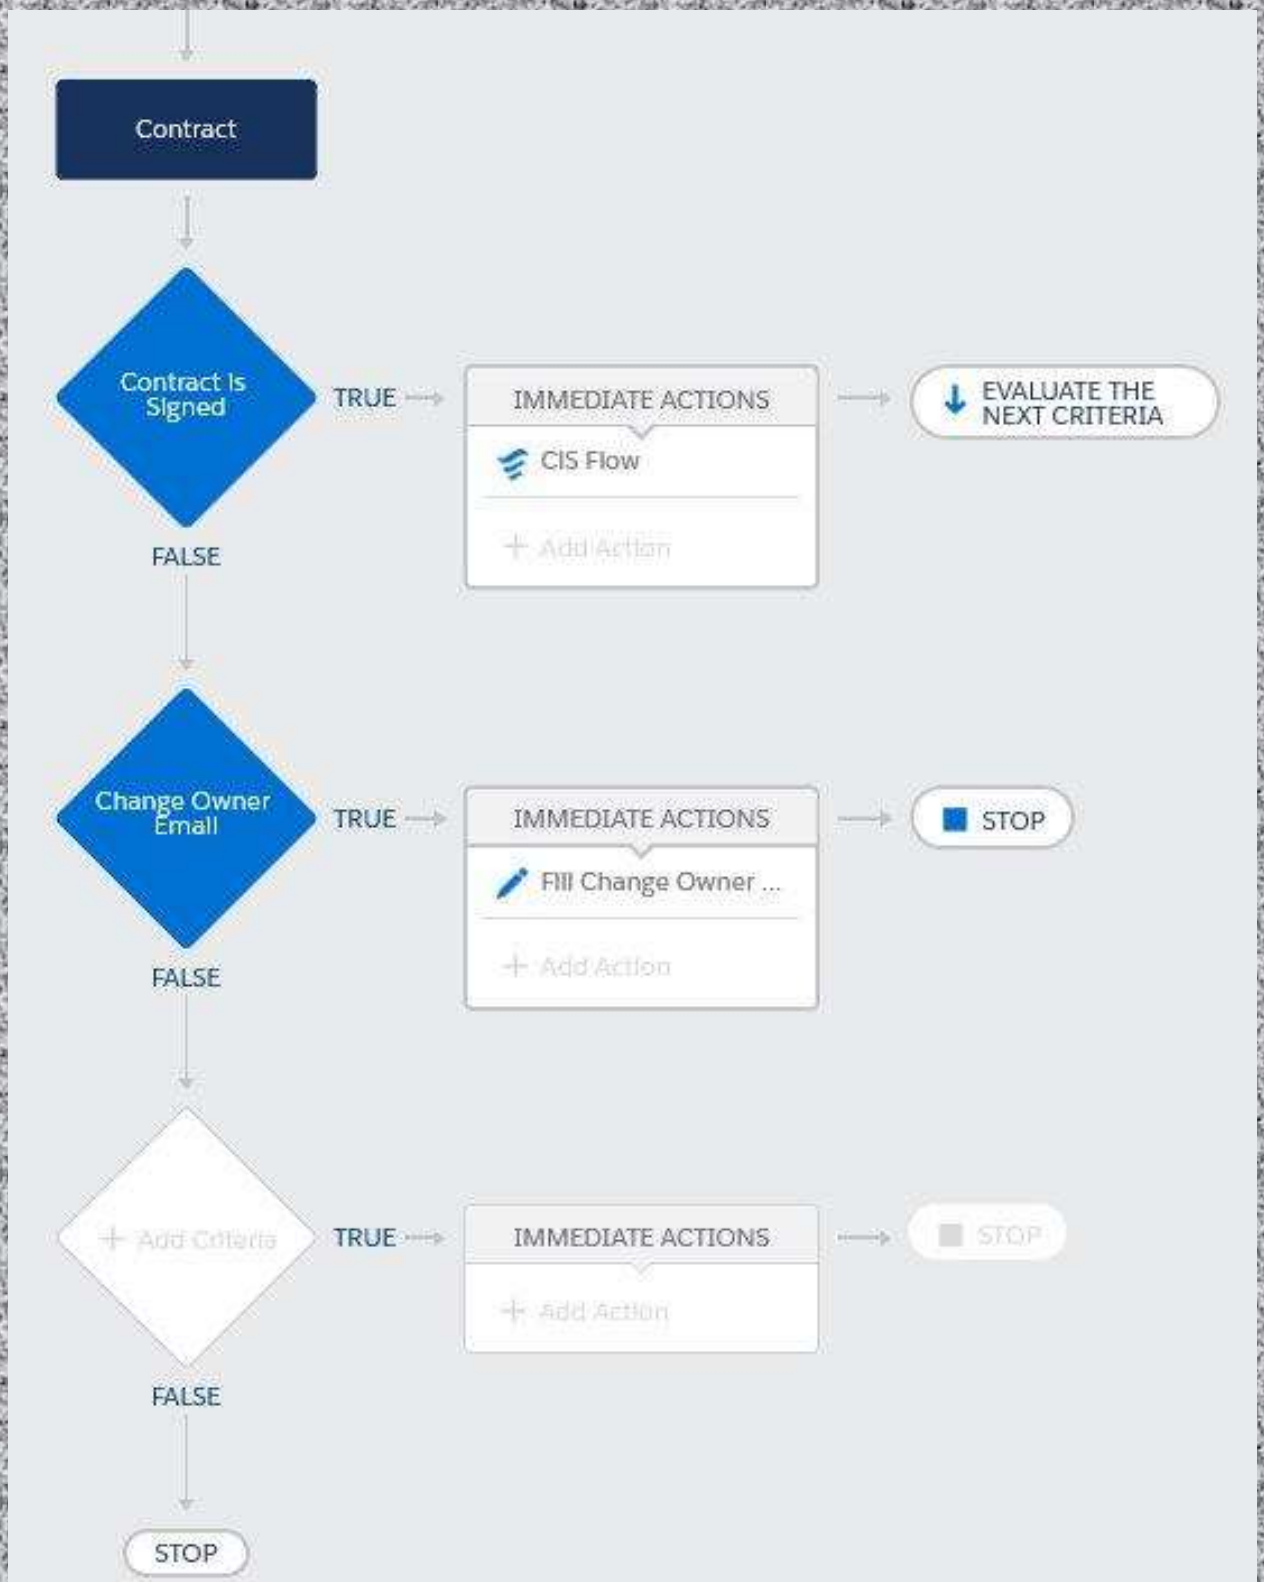 Contract
Contract Is
Signed
TRUE
IMMEDIATE ACTIONS
EVALUATE THE
NEXT CRITERIA
CIS Flow
+ Add Action
FALSE
Change Owner
Email
TRUE
IMMEDIATE ACTIONS
STOP
Fill Change Owner ...
+ Add Action
FALSE
+ Add Criteria
TRUE
IMMEDIATE ACTIONS
STOP
+ Add Action
FALSE
STOP